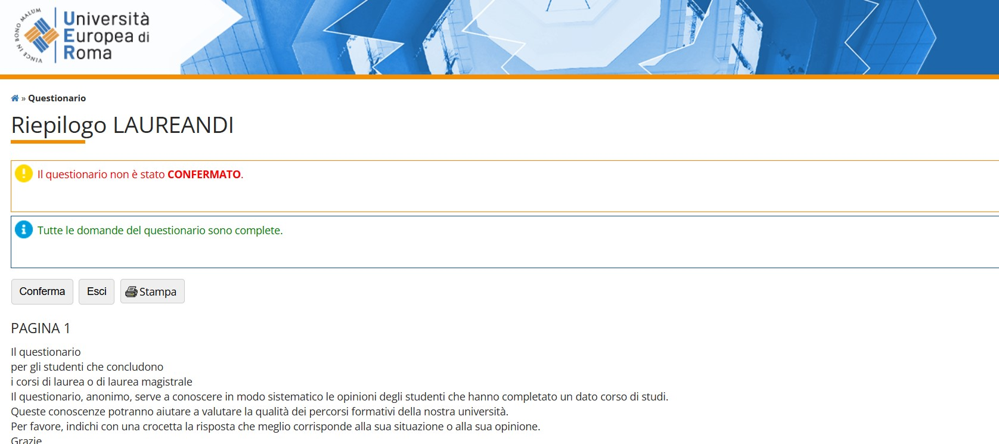 VINCE IN BONO MALUM
Università
Europea di
Roma
» Questionario
Riepilogo LAUREANDI
Il questionario non è stato CONFERMATO.
Tutte le domande del questionario sono complete.
Conferma Esci Stampa
PAGINA 1
Il questionario
per gli studenti che concludono
i corsi di laurea o di laurea magistrale
Il questionario, anonimo, serve a conoscere in modo sistematico le opinioni degli studenti che hanno completato un dato corso di studi.
Queste conoscenze potranno aiutare a valutare la qualità dei percorsi formativi della nostra università.
Per favore, indichi con una crocetta la risposta che meglio corrisponde alla sua situazione o alla sua opinione.
Grazie